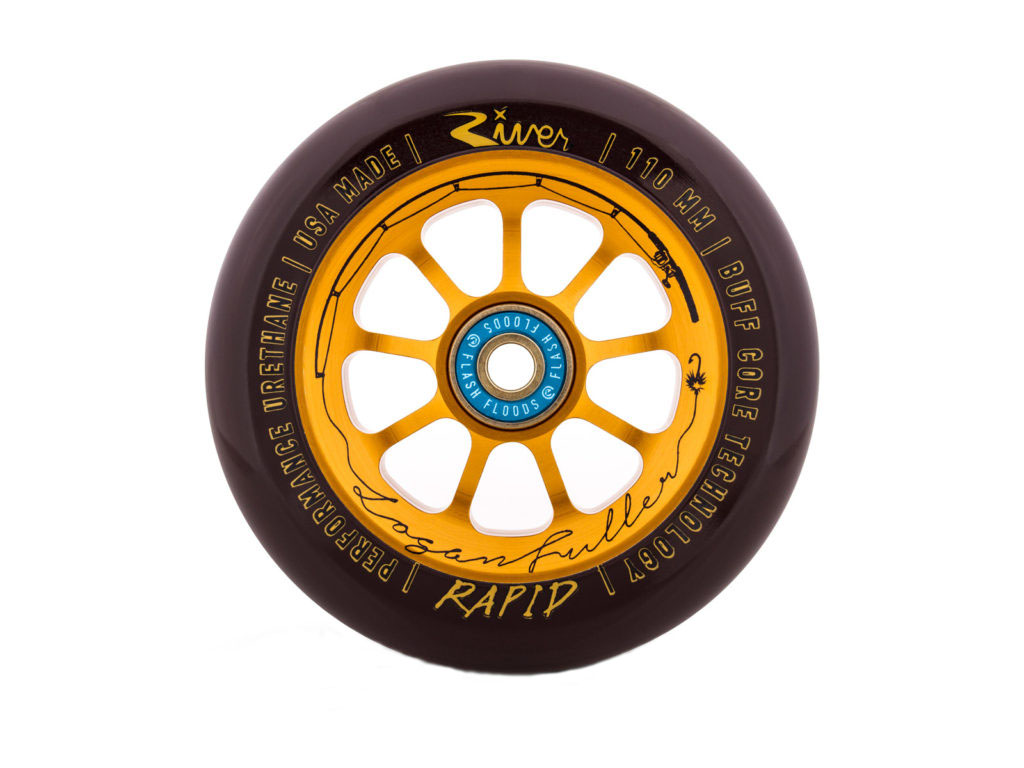 River
| 110 MM | BUFF CORE TECHNOLOGY |
RAPID
| PERFORMANCE URETHANE | USA MADE |
Logan Fuller
@ FLASH FLOODS @ FLASH FLOODS